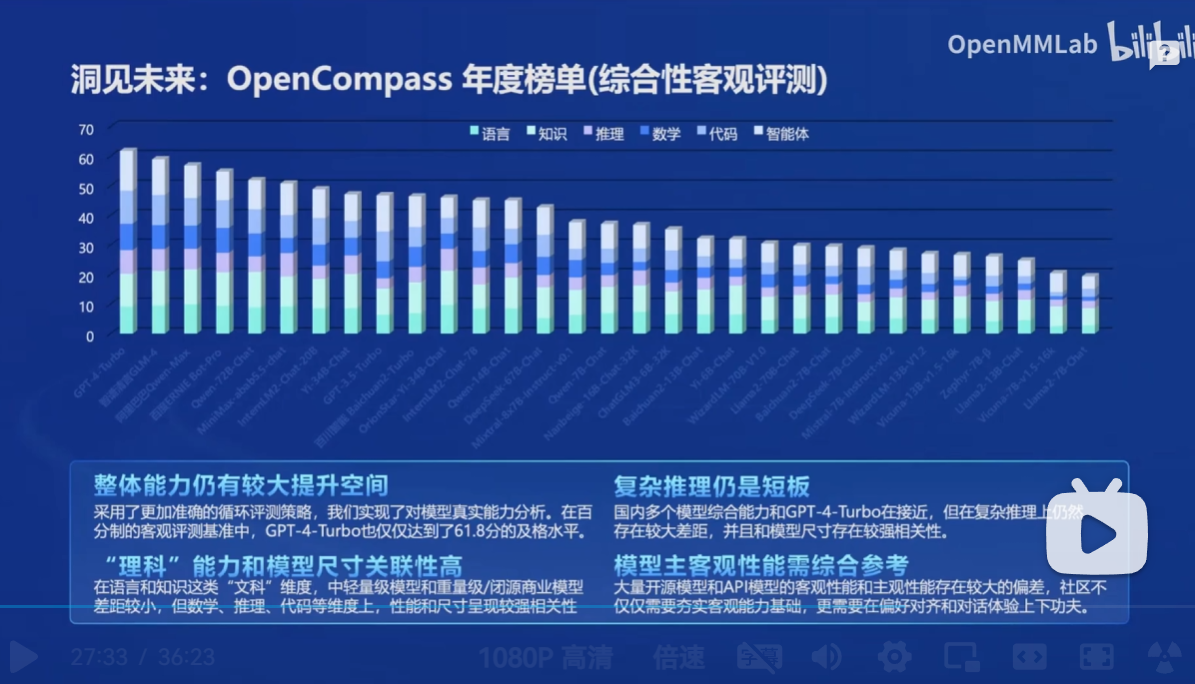 OpenMMLab bilibili
洞见未来：OpenCompass 年度榜单(综合性客观评测)
语言 知识 推理 数学 代码 智能体
70
60
50
40
30
20
10
0
GPT-4-Turbo
智谱清言GLM-4
阿里巴巴Qwen-Max
百度ERNIE Bot-Pro
Qwen-72B-Chat
MiniMax-abab5.5-chat
InternLM2-Chat-20B
Yi-34B-Chat
GPT-3.5-Turbo
Baichuan2-Turbo
OrionStar-Yi-34B-Chat
InternLM2-Chat-7B
Qwen-14B-Chat
DeepSeek-67B-Chat
Mixtral-8x7B-Instruct-v0.1
Qwen-7B-Chat
Nanbeige-16B-Chat-32K
ChatGLM3-6B-32K
Baichuan2-13B-Chat
Yi-6B-Chat
WizardLM-70B-V1.0
Llama2-70B-Chat
Baichuan2-7B-Chat
DeepSeek-7B-Chat
Mistral-7B-Instruct-v0.2
WizardLM-13B-V1.2
Vicuna-13B-v1.5-16k
Zephyr-7B-β
Llama2-13B-Chat
Vicuna-7B-v1.5-16k
Llama2-7B-Chat
整体能力仍有较大提升空间
采用了更加准确的循环评测策略，我们实现了对模型真实能力分析。在百
分制的客观评测基准中，GPT-4-Turbo也仅仅达到了61.8分的及格水平。
复杂推理仍是短板
国内多个模型综合能力和GPT-4-Turbo在接近，但在复杂推理上仍然
存在较大差距，并且和模型尺寸存在较强相关性。
“理科”能力和模型尺寸关联性高
在语言和知识这类“文科”维度，中轻量级模型和重量级/闭源商业模型
差距较小，但数学、推理、代码等维度上，性能和尺寸呈现较强相关性
模型主客观性能需综合参考
大量开源模型和API模型的客观性能和主观性能存在较大的偏差，社区不
仅仅需要夯实客观能力基础，更需要在偏好对齐和对话体验上下功夫。
27:33 / 36:23
1080P 高清
倍速
字幕